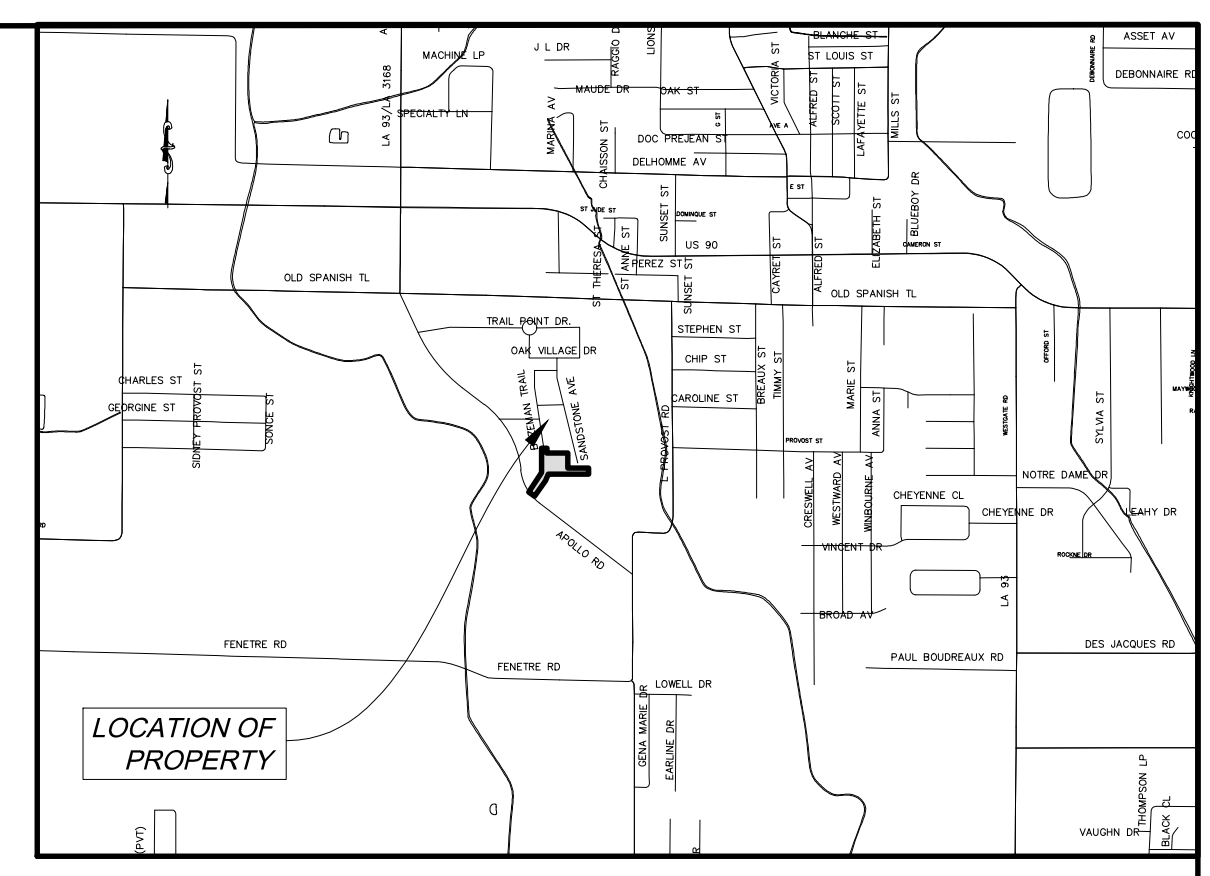 BLANCHE ST
ASSET AV
J L DR
MACHINE LP
ST LOUIS ST
DEBONNAIRE RD
DEBONNAIRE RD
RAGGIO D
LIONS
VICTORIA ST
A
LA 93/LA 3168
MAUDE DR
OAK ST
ALFRED ST
SCOTT ST
LAFAYETTE ST
MILLS ST
SPECIALTY LN
MARINA AV
G ST
AVE A
CHAISSON ST
DOC PREJEAN ST
COC
DELHOMME AV
E ST
SUNSET ST
ST JUDE ST
DOMINQUE ST
BLUEBOY DR
ELIZABETH ST
ST THERESA ST
ST ANNE ST
US 90
CAYRET ST
ALFRED ST
CAMERON ST
PEREZ ST
SUNSET ST
OLD SPANISH TL
OLD SPANISH TL
TRAIL POINT DR.
STEPHEN ST
OAK VILLAGE DR
CHIP ST
BREAUX ST
TIMMY ST
MARIE ST
OFFORD ST
CHARLES ST
SIDNEY PROVOST ST
SONCE ST
GEORGINE ST
SANDSTONE AVE
CAROLINE ST
ANNA ST
WESTGATE RD
SYLVIA ST
L PROVOST RD
PROVOST ST
CRESWELL AV
WESTWARD AV
WINBOURNE AV
NOTRE DAME DR
CHEYENNE CL
CHEYENNE DR
LEAHY DR
APOLLO RD
VINCENT DR
ROCKNE DR
LA 93
BROAD AV
FENETRE RD
FENETRE RD
DES JACQUES RD
PAUL BOUDREAUX RD
LOWELL DR
GENA MARIE DR
EARLINE DR
LOCATION OF
PROPERTY
THOMPSON LP
BLACK CL
VAUGHN DR
(PVT)
R